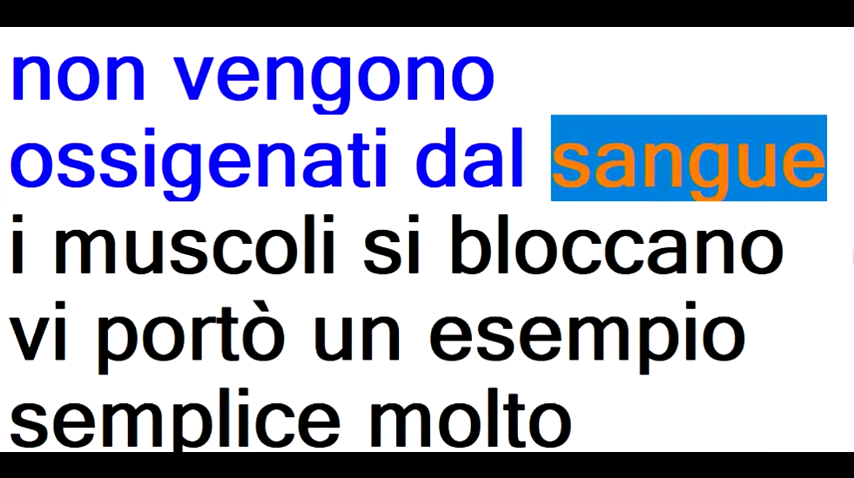 non vengono
ossigenati dal sangue
i muscoli si bloccano
vi portò un esempio
semplice molto